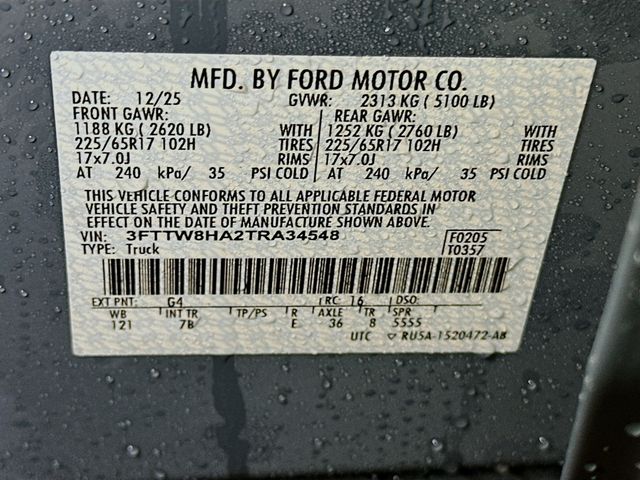 MFD. BY FORD MOTOR CO.
DATE: 12/25 GVWR: 2313 KG ( 5100 LB)
FRONT GAWR: REAR GAWR:
1188 KG ( 2620 LB) WITH 1252 KG ( 2760 LB) WITH
225/65R17 102H TIRES 225/65R17 102H TIRES
17x7.0J RIMS 17x7.0J RIMS
AT 240 kPa/ 35 PSI COLD AT 240 kPa/ 35 PSI COLD
THIS VEHICLE CONFORMS TO ALL APPLICABLE FEDERAL MOTOR
VEHICLE SAFETY AND THEFT PREVENTION STANDARDS IN
EFFECT ON THE DATE OF MANUFACTURE SHOWN ABOVE.
VIN: 3FTTW8HA2TRA34548 F0205
TYPE: Truck T0357
EXT PNT: G4 RC: 16 DSO:
WB INT TR TP/PS R AXLE TR SPR
121 7B E 36 8 5555
UTC ▽ RU5A-1520472-AB